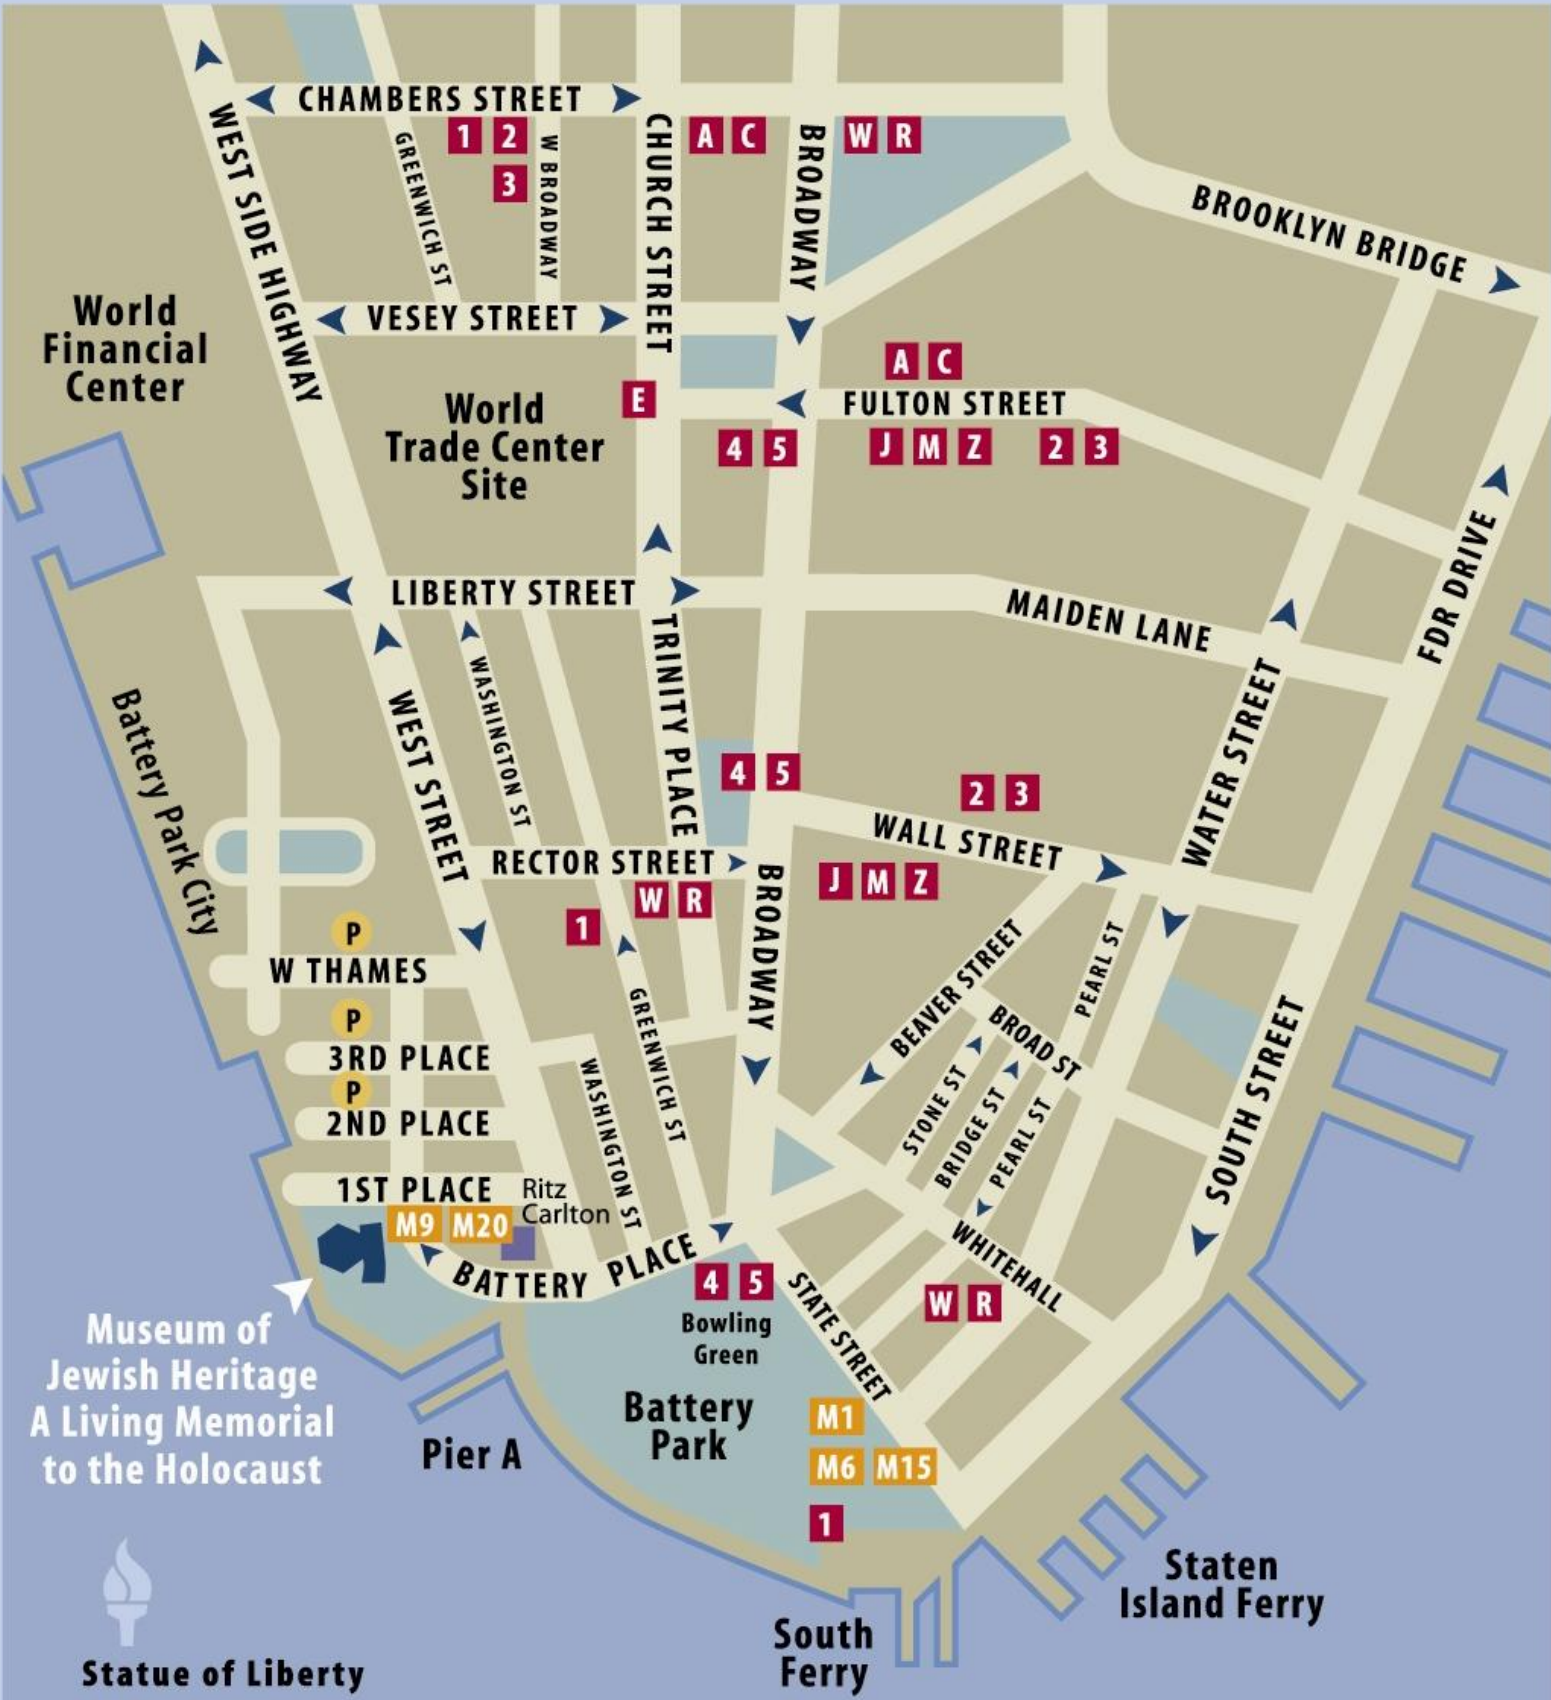 CHAMBERS STREET
1 2
3
A C
W R
WEST SIDE HIGHWAY
GREENWICH ST
W BROADWAY
CHURCH STREET
BROADWAY
BROOKLYN BRIDGE
World
Financial
Center
VESEY STREET
World
Trade Center
Site
E
A C
FULTON STREET
4 5
J M Z
2 3
FDR DRIVE
LIBERTY STREET
MAIDEN LANE
Battery Park City
WEST STREET
WASHINGTON ST
TRINITY PLACE
WATER STREET
4 5
2 3
WALL STREET
RECTOR STREET
J M Z
W R
1
BROADWAY
P
W THAMES
P
3RD PLACE
P
2ND PLACE
1ST PLACE
M9 M20
Ritz
Carlton
GREENWICH ST
WASHINGTON ST
BEAVER STREET
PEARL ST
BROAD ST
STONE ST
BRIDGE ST
PEARL ST
SOUTH STREET
BATTERY PLACE
WHITEHALL
STATE STREET
4 5
Bowling
Green
W R
Museum of
Jewish Heritage
A Living Memorial
to the Holocaust
Battery
Park
Pier A
M1
M6 M15
1
Staten
Island Ferry
South
Ferry
Statue of Liberty